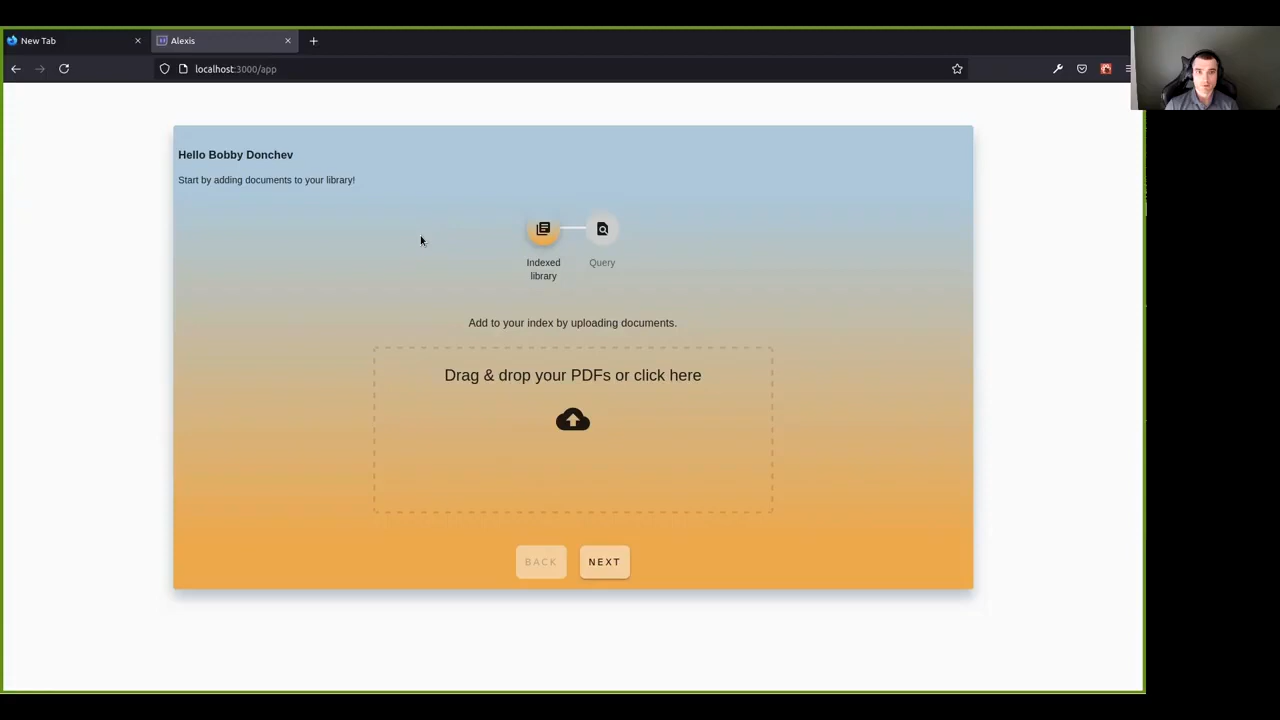 New Tab
Alexis
localhost:3000/app
Hello Bobby Donchev
Start by adding documents to your library!
Indexed
library
Query
Add to your index by uploading documents.
Drag & drop your PDFs or click here
BACK
NEXT